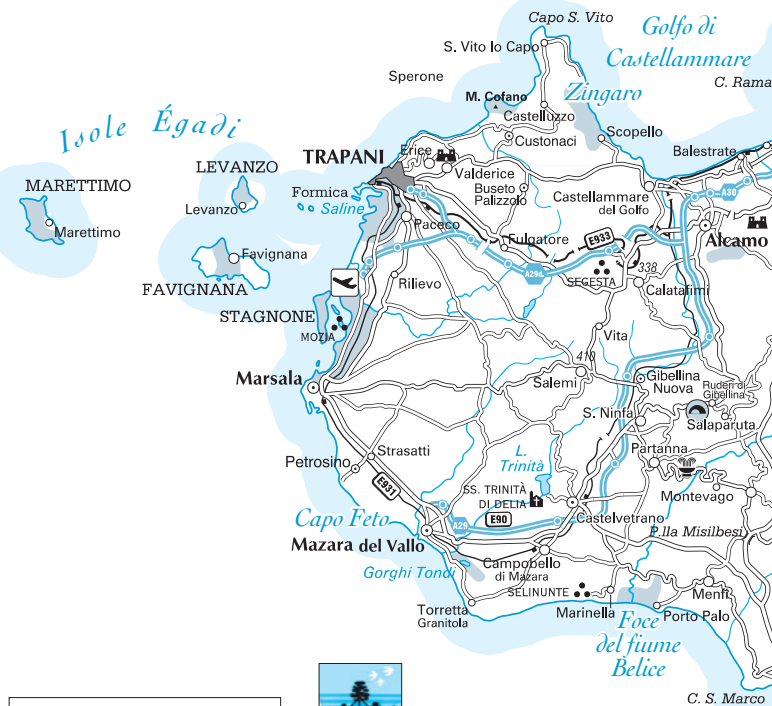 Capo S. Vito
Golfo di
Castellammare
S. Vito lo Capo
C. Rama
Sperone
M. Cofano
Zingaro
Castelluzzo
Isole Égadi
Custonaci
Scopello
TRAPANI
Erice
Balestrate
LEVANZO
Valderice
MARETTIMO
Formica
Buseto
Palizzolo
Castellammare
del Golfo
A30
Levanzo
Saline
Marettimo
Paceco
Fulgatore
E933
Alcamo
Favignana
338
A29d.
SEGESTA
Calatafimi
FAVIGNANA
Rilievo
STAGNONE
MOZIA
Vita
410
Marsala
Salemi
Gibellina
Nuova
Ruderi di
Gibellina
S. Ninfa
Salaparuta
Strasatti
L.
Trinità
Partanna
Petrosino
E931
SS. TRINITÀ
DI DELIA
Montevago
Capo Feto
A29
E90
Castelvetrano
P.lla Misilbesi
Mazara del Vallo
Campobello
di Mazara
Gorghi Tondi
SELINUNTE
Menfi
Torretta
Granitola
Marinella
Porto Palo
Foce
del fiume
Belice
C. S. Marco